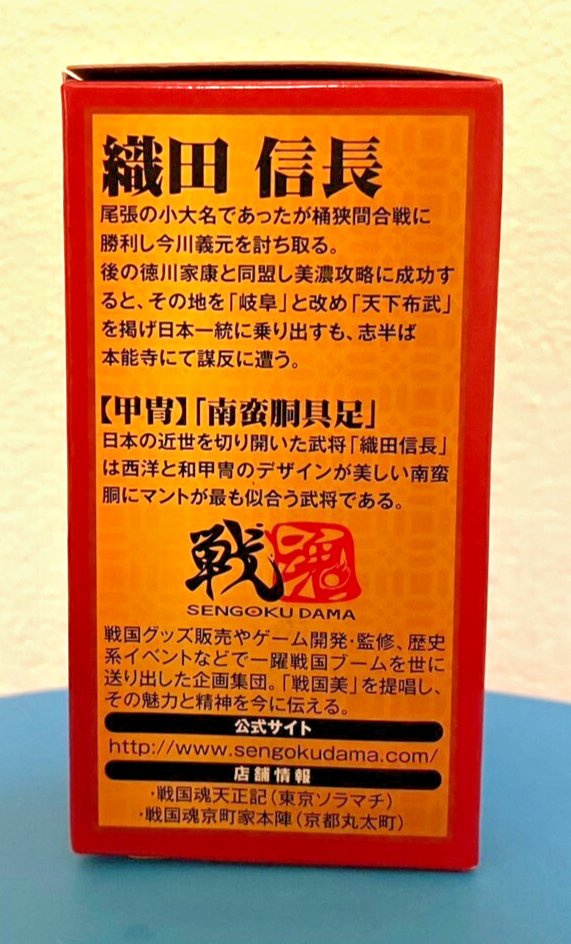 織田 信長
尾張の小大名であったが桶狭間合戦に
勝利し今川義元を討ち取る。
後の徳川家康と同盟し美濃攻略に成功す
ると、その地を「岐阜」と改め「天下布武」
を掲げ日本一統に乗り出すも、志半ば
本能寺にて謀反に遭う。
【甲冑】「南蛮胴具足」
日本の近世を切り開いた武将「織田信長」
は西洋と和甲冑のデザインが美しい南蛮
胴にマントが最も似合う武将である。
戦魂
SENGOKU DAMA
戦国グッズ販売やゲーム開発・監修、歴史
系イベントなどで一躍戦国ブームを世に
送り出した企画集団。「戦国美」を提唱し、
その魅力と精神を今に伝える。
公式サイト
http://www.sengokudama.com/
店舗情報
・戦国魂天正記（東京ソラマチ）
・戦国魂京町家本陣（京都丸太町）